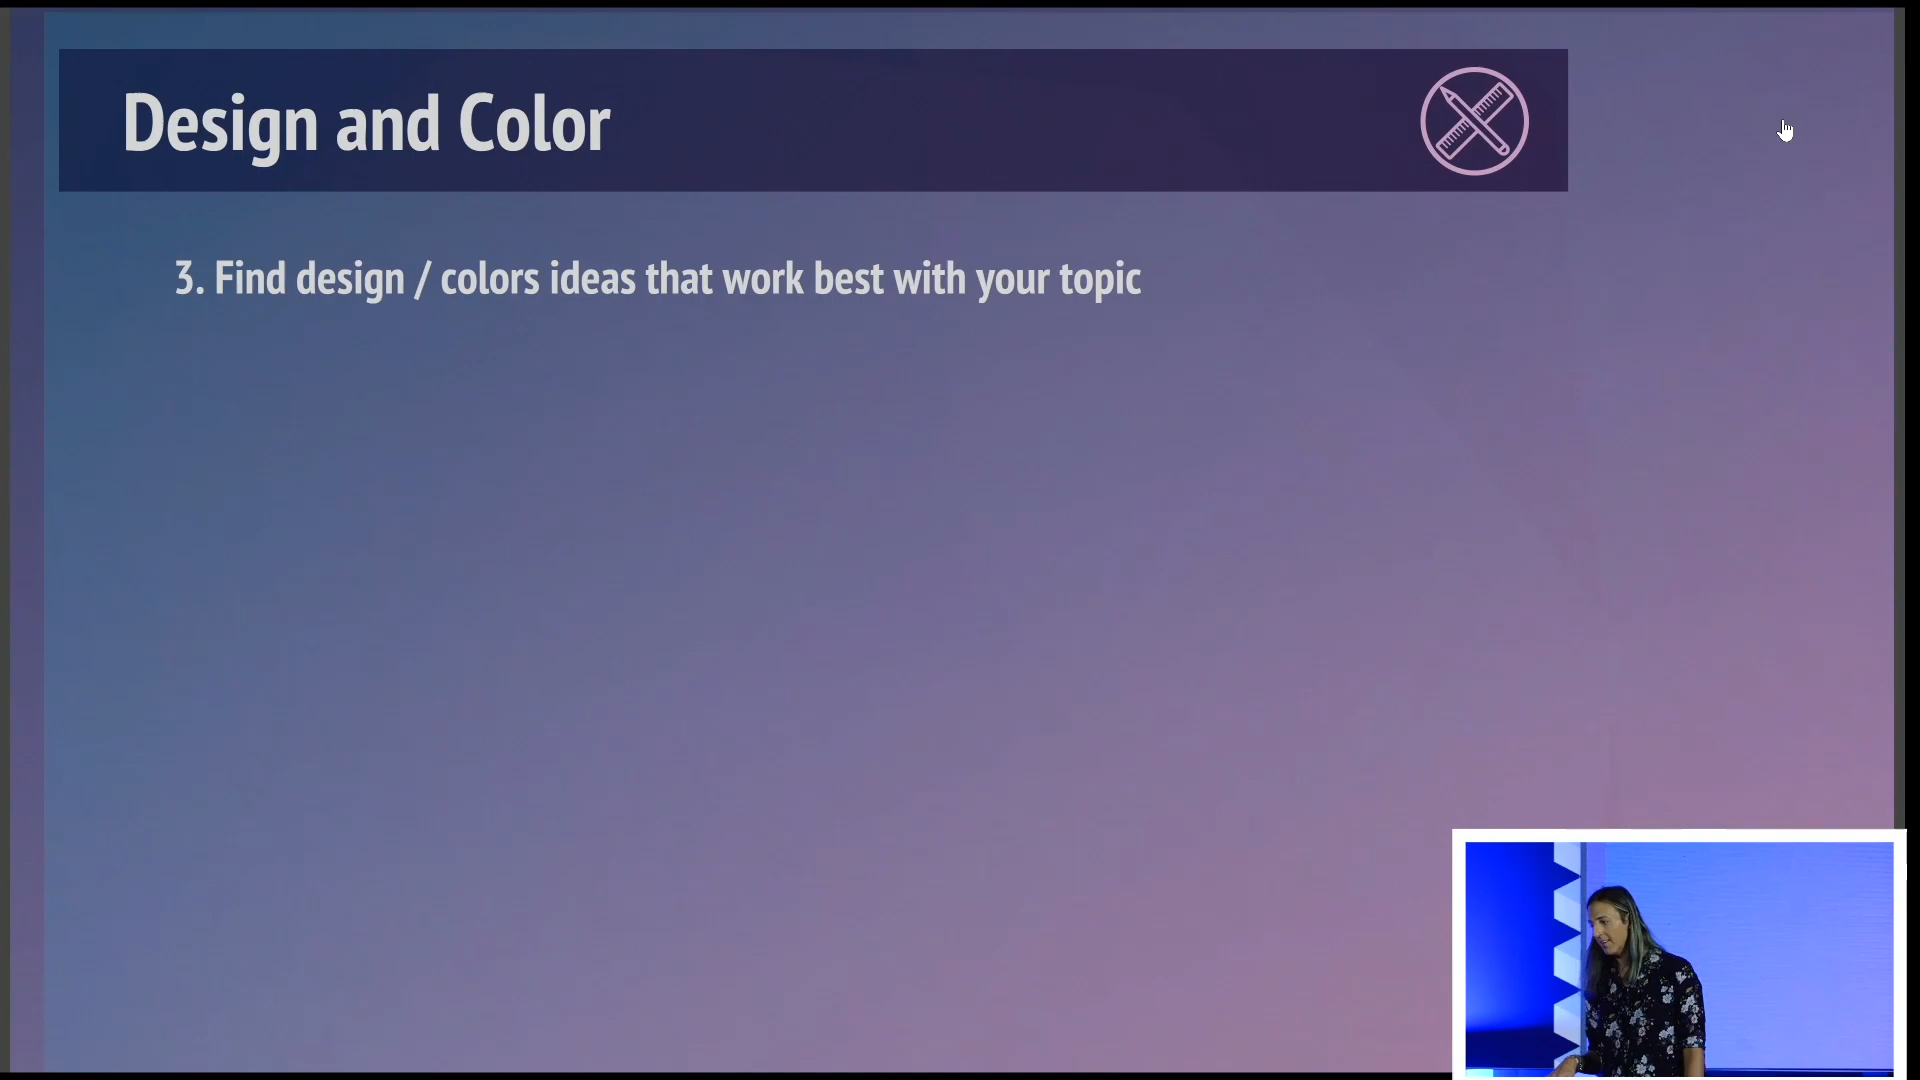 Design and Color
3. Find design / colors ideas that work best with your topic